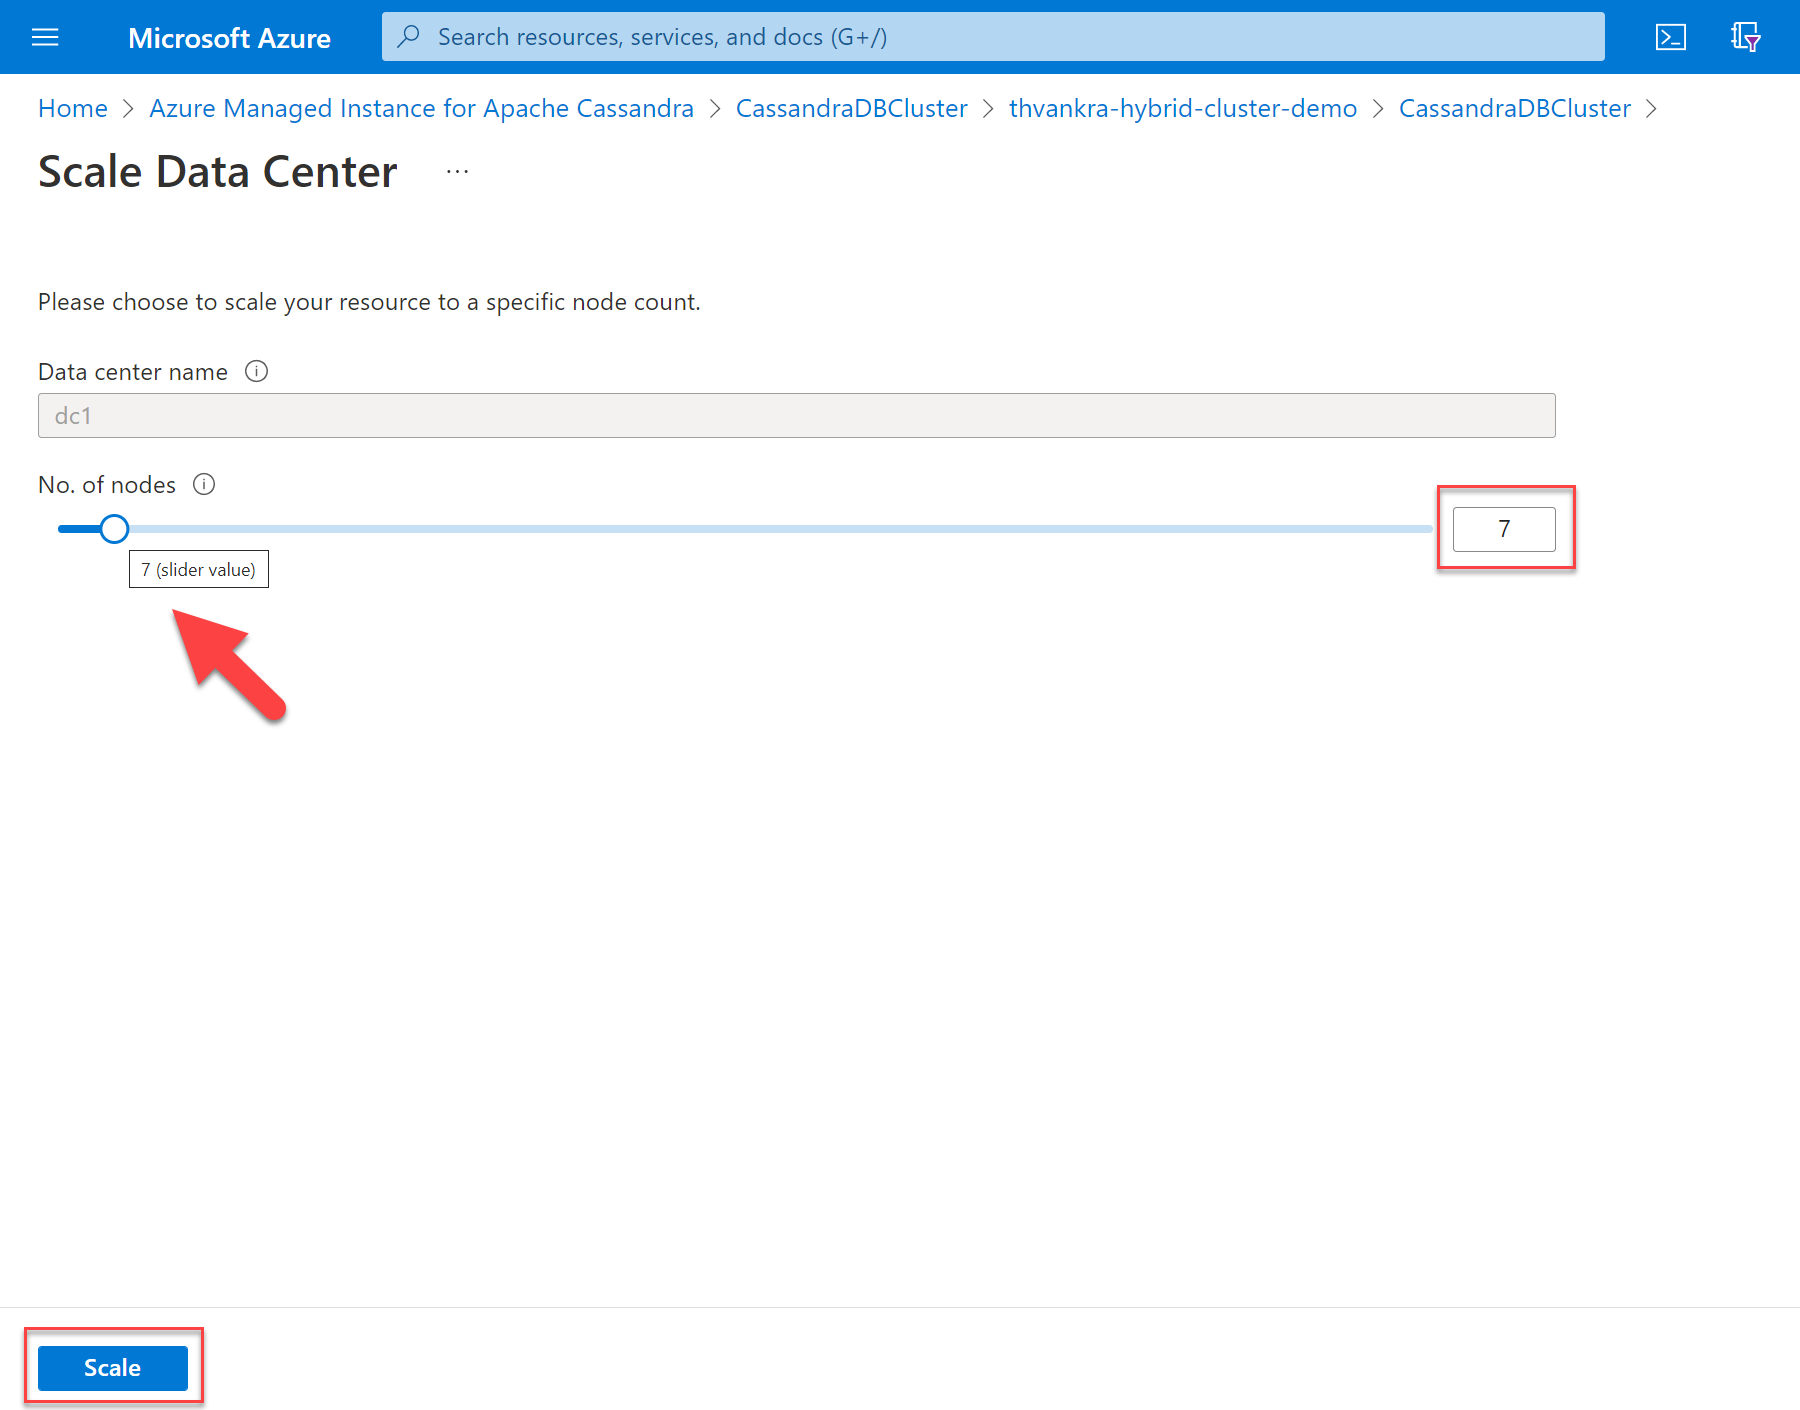 Microsoft Azure
Search resources, services, and docs (G+/)
Home > Azure Managed Instance for Apache Cassandra > CassandraDBCluster > thvankra-hybrid-cluster-demo > CassandraDBCluster >
Scale Data Center ...
Please choose to scale your resource to a specific node count.
Data center name
dc1
No. of nodes
7
7 (slider value)
Scale